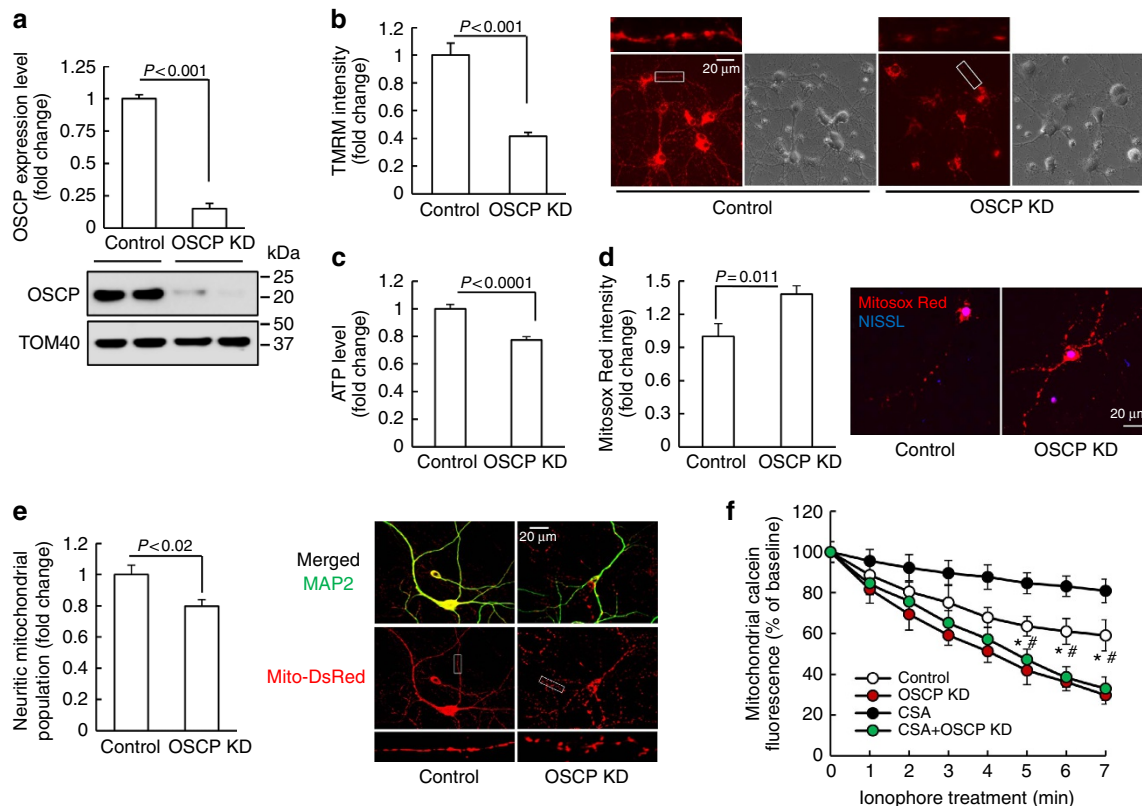 a
OSCP expression level
(fold change)
1.25
1
0.75
0.5
0.25
0
P<0.001
Control
OSCP KD
kDa
OSCP
25
20
TOM40
50
37
b
TMRM intensity
(fold change)
1.2
1
0.8
0.6
0.4
0.2
0
P<0.001
Control
OSCP KD
20 μm
Control
OSCP KD
c
ATP level
(fold change)
1.2
1
0.8
0.6
0.4
0.2
0
P<0.0001
Control
OSCP KD
d
Mitosox Red intensity
(fold change)
1.5
1.2
0.9
0.6
0.3
0
P=0.011
Control
OSCP KD
Mitosox Red
NISSL
20 μm
Control
OSCP KD
e
Neuritic mitochondrial
population (fold change)
1.2
1
0.8
0.6
0.4
0.2
0
P<0.02
Control
OSCP KD
Merged
MAP2
Mito-DsRed
20 μm
Control
OSCP KD
f
Mitochondrial calcein
fluorescence (% of baseline)
120
100
80
60
40
20
0
* #
* #
* #
Control
OSCP KD
CSA
CSA+OSCP KD
0 1 2 3 4 5 6 7
Ionophore treatment (min)